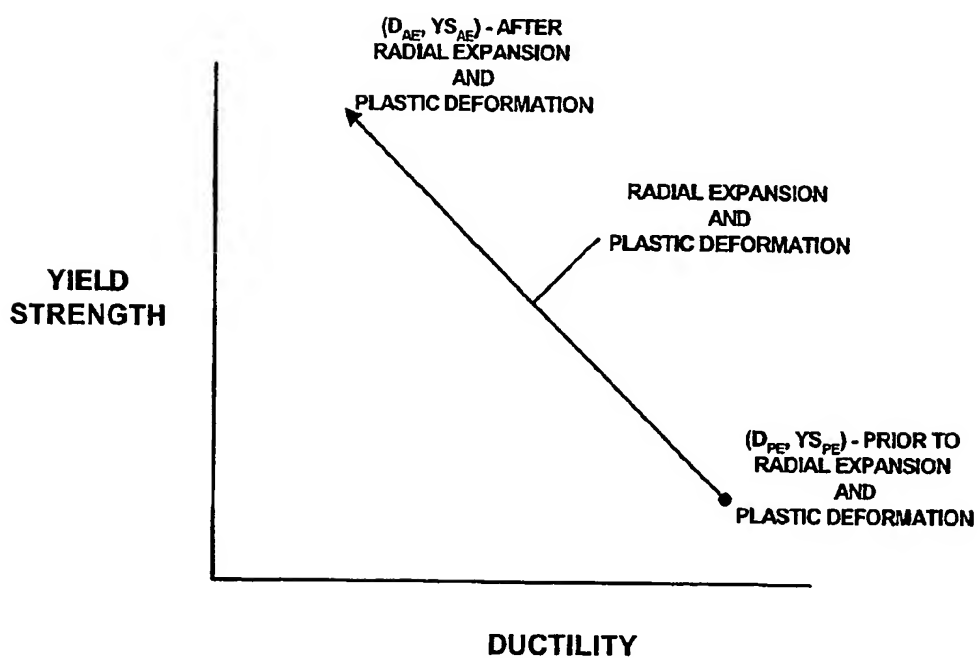 (D_AE, YS_AE) - AFTER
RADIAL EXPANSION
AND
PLASTIC DEFORMATION
RADIAL EXPANSION
AND
PLASTIC DEFORMATION
YIELD
STRENGTH
(D_PE, YS_PE) - PRIOR TO
RADIAL EXPANSION
AND
PLASTIC DEFORMATION
DUCTILITY